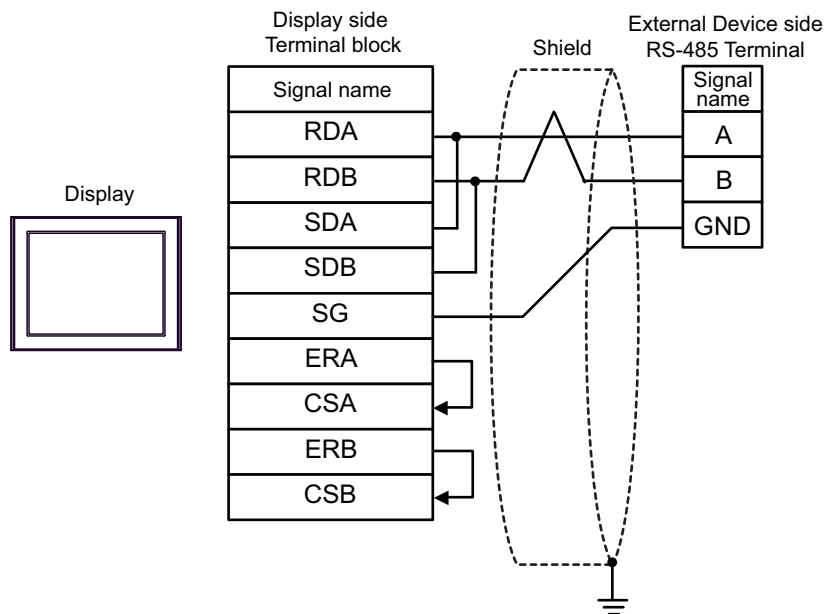 Display side
Terminal block
Shield
External Device side
RS-485 Terminal
Signal name
Signal
name
RDA
A
RDB
B
Display
SDA
GND
SDB
SG
ERA
CSA
ERB
CSB